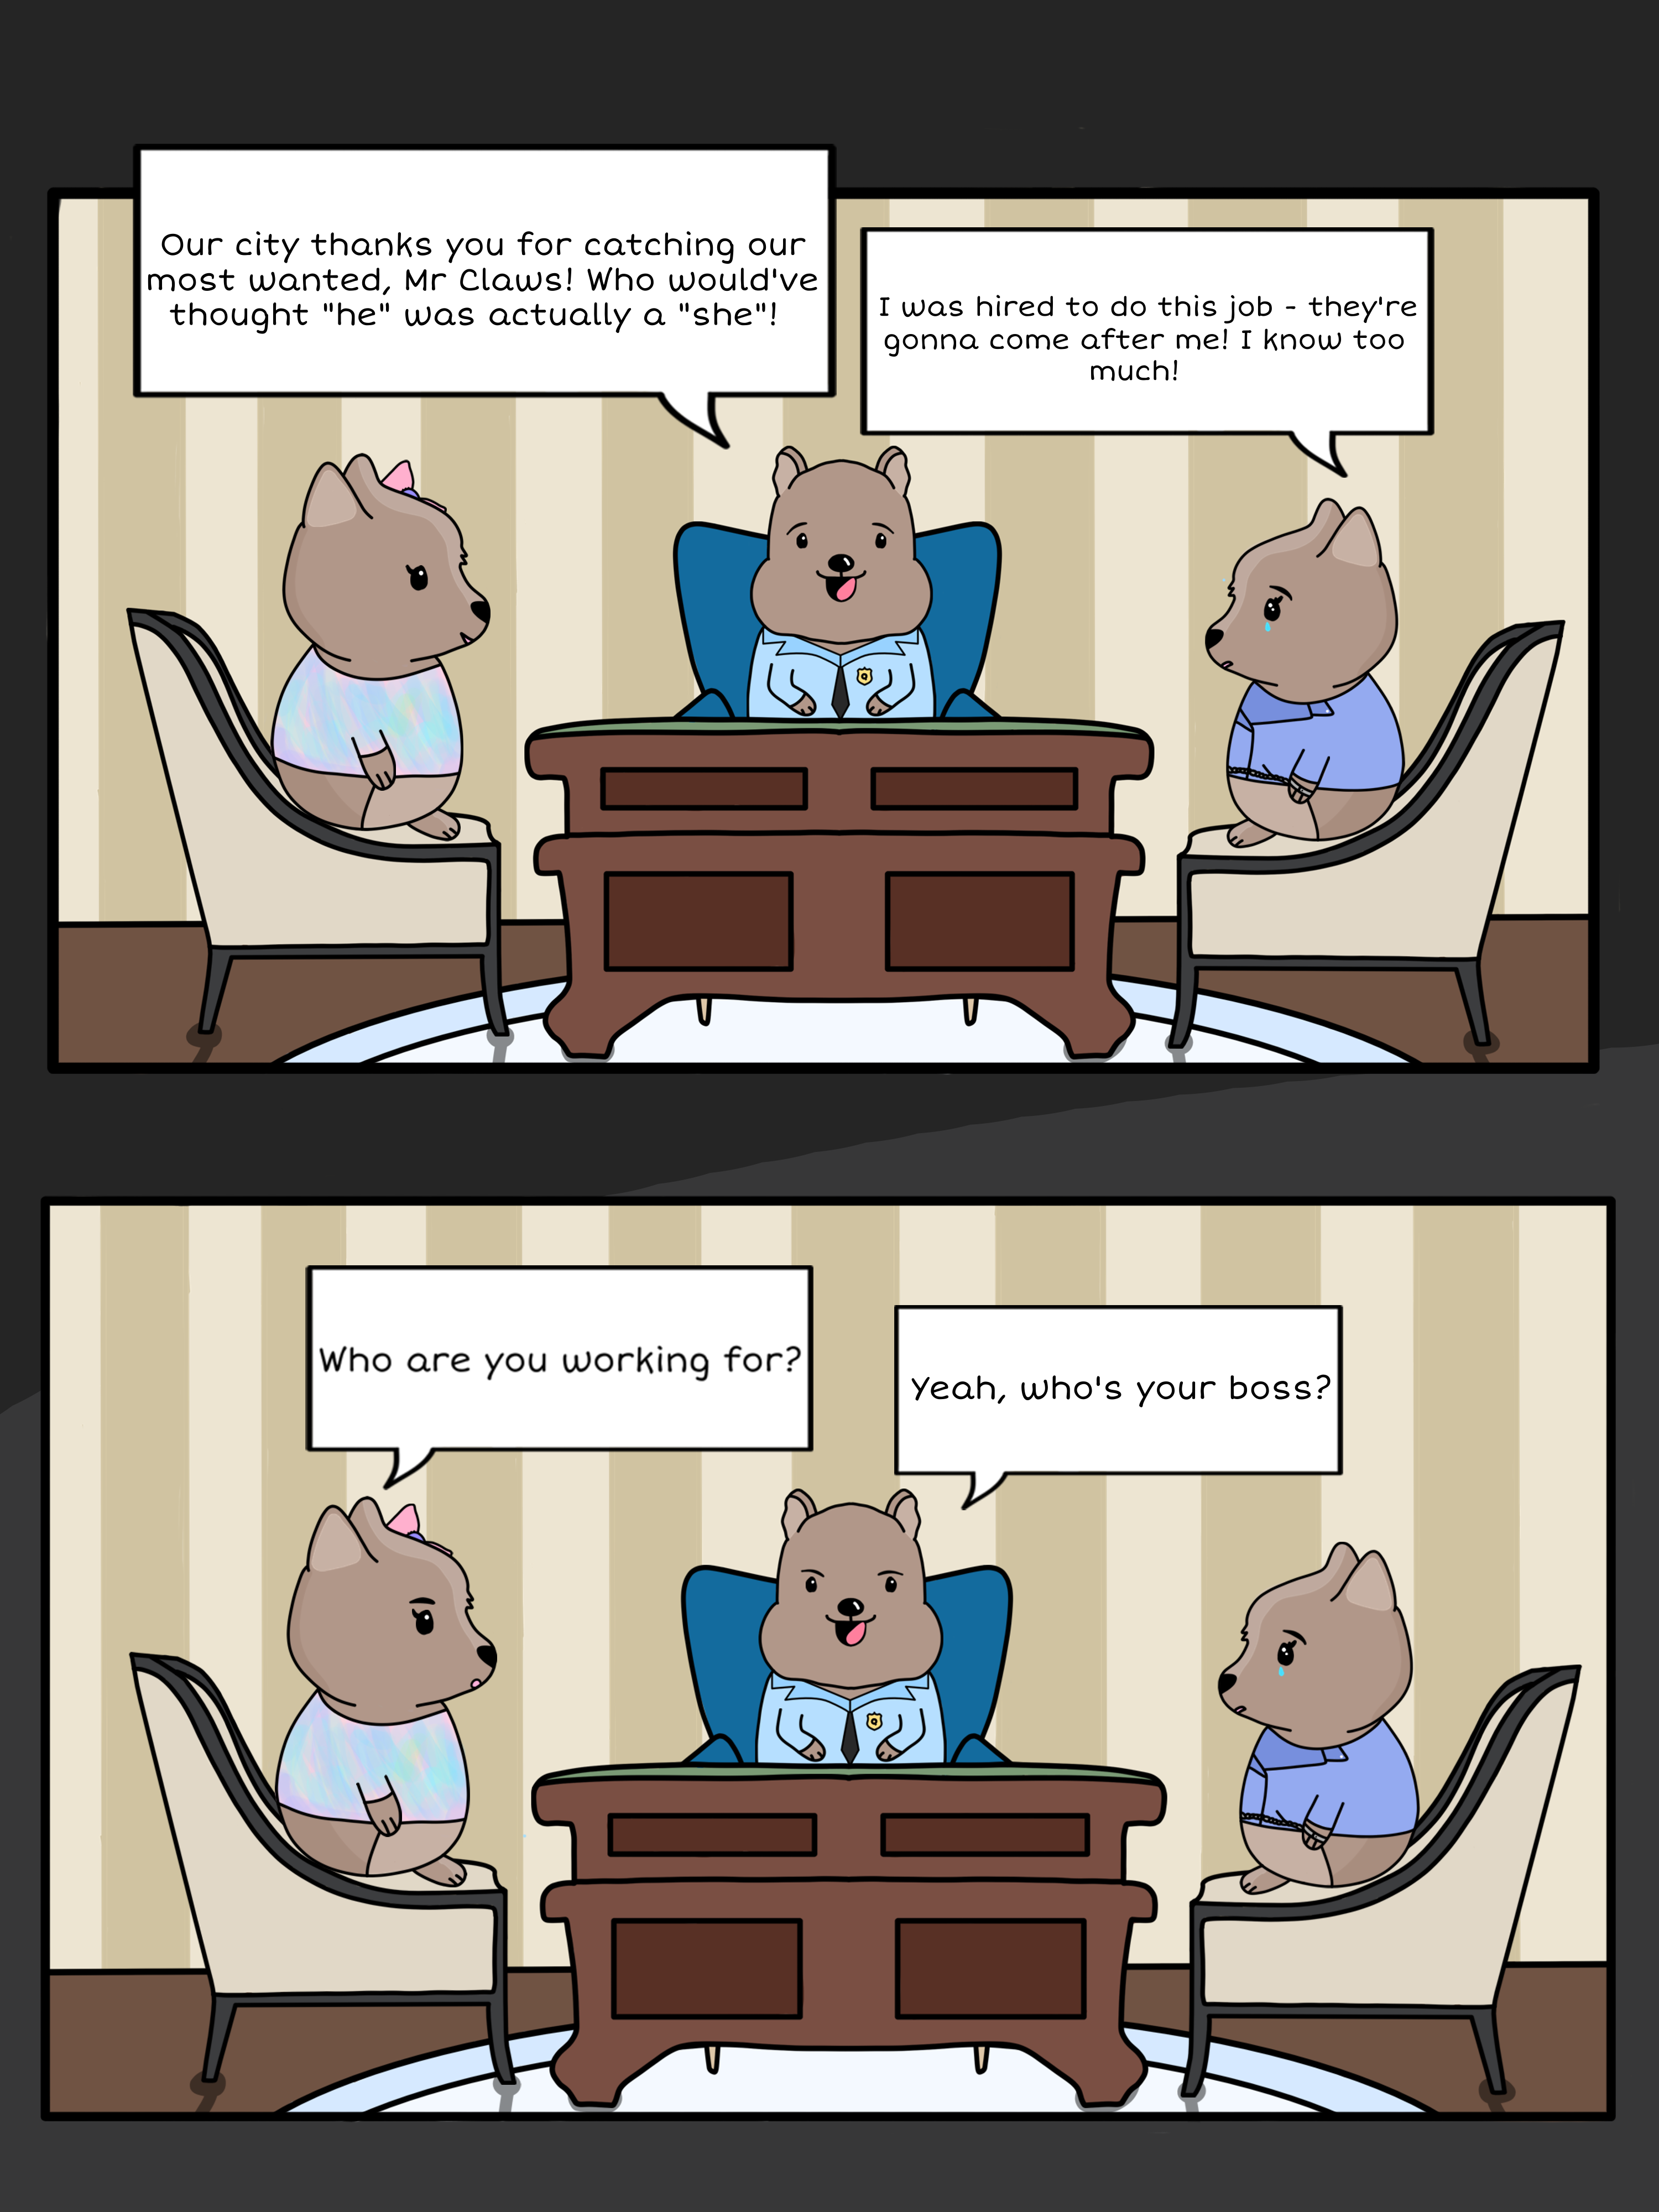 Our city thanks you for catching our
most wanted, Mr Claws! Who would've
thought "he" was actually a "she"!
I was hired to do this job - they're
gonna come after me! I know too
much!
Who are you working for?
Yeah, who's your boss?